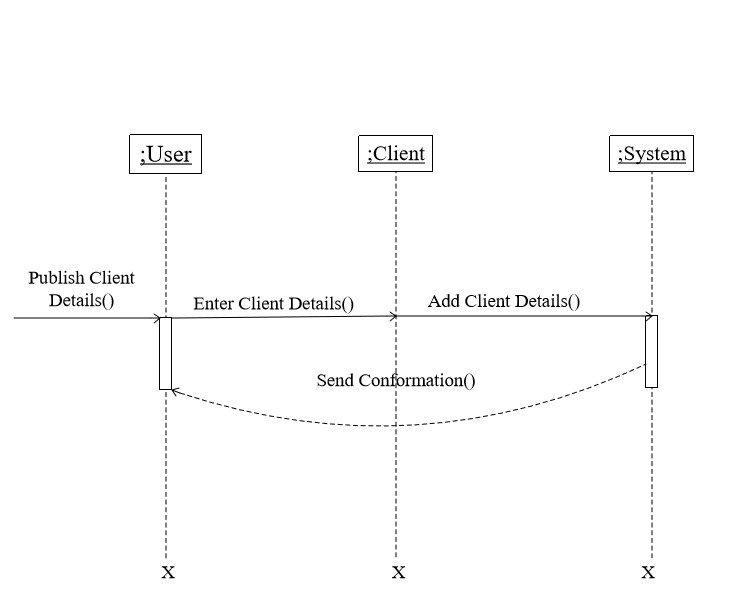 ;User
;Client
;System
Publish Client
Details()
Enter Client Details()
Add Client Details()
Send Conformation()
X
X
X